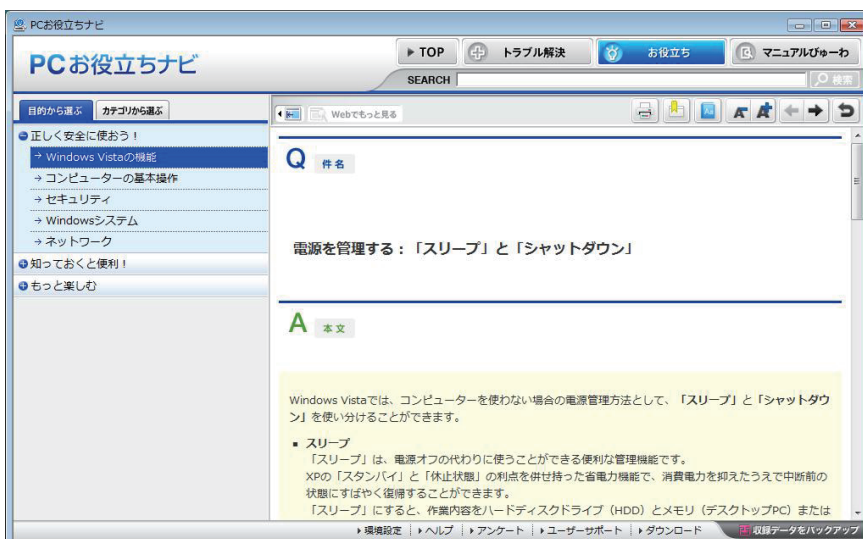 PCお役立ちナビ
PCお役立ちナビ
TOP
トラブル解決
お役立ち
マニュアルびゅーわ
SEARCH
検索
目的から選ぶ
カテゴリから選ぶ
正しく安全に使おう!
→ Windows Vistaの機能
→ コンピューターの基本操作
→ セキュリティ
→ Windowsシステム
→ ネットワーク
知っておくと便利!
もっと楽しむ
Webでもっと見る
Q 件名
電源を管理する:「スリープ」と「シャットダウン」
A 本文
Windows Vistaでは、コンピューターを使わない場合の電源管理方法として、「スリープ」と「シャットダウ
ン」を使い分けることができます。
■ スリープ
「スリープ」は、電源オフの代わりに使うことができる便利な管理機能です。
XPの「スタンバイ」と「休止状態」の利点を併せ持った省電力機能で、消費電力を抑えたうえで中断前の
状態にすばやく復帰することができます。
「スリープ」にすると、作業内容をハードディスクドライブ(HDD)とメモリ(デスクトップPC)または
環境設定
ヘルプ
アンケート
ユーザーサポート
ダウンロード
収録データをバックアップ